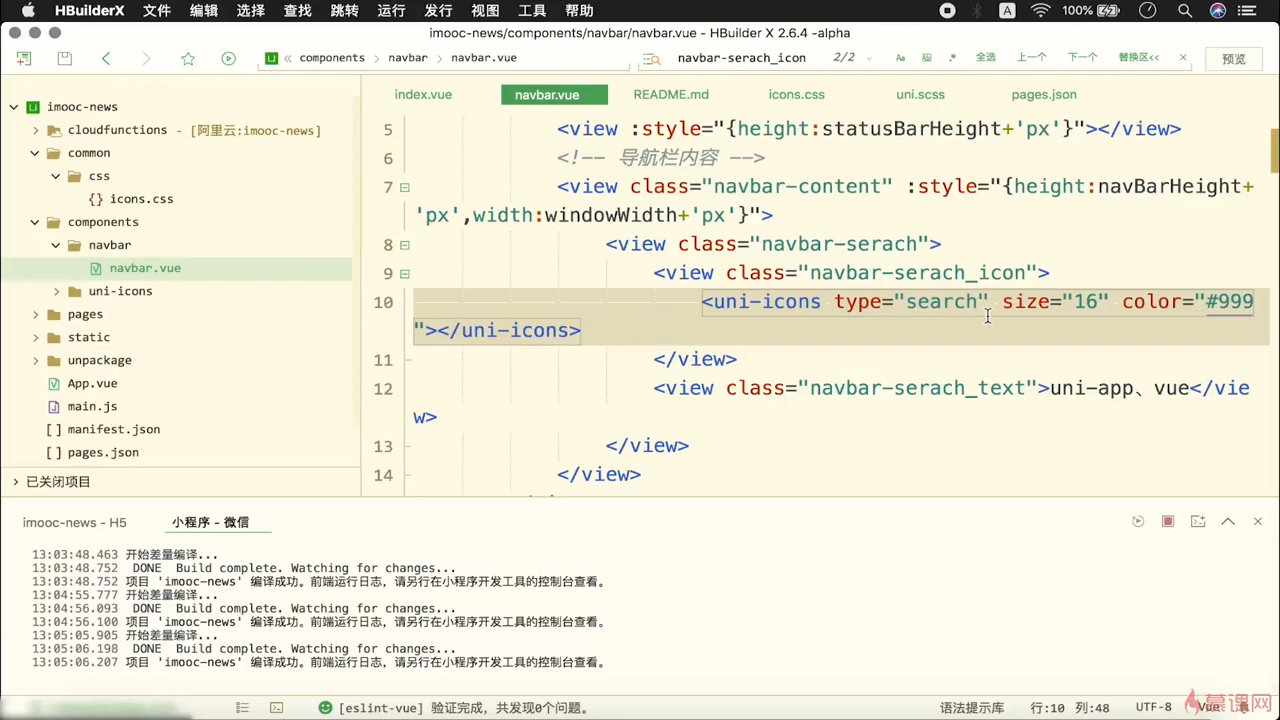 HBuilderX 文件 编辑 选择 查找 跳转 运行 发行 视图 工具 帮助 A 100%
imooc-news/components/navbar/navbar.vue - HBuilder X 2.6.4 -alpha
components navbar navbar.vue navbar-serach_icon 2/2 Aa 全选 上一个 下一个 替换区<< 预览
imooc-news
cloudfunctions - [阿里云:imooc-news]
common
css
icons.css
components
navbar
navbar.vue
uni-icons
pages
static
unpackage
App.vue
main.js
manifest.json
pages.json
已关闭项目
index.vue navbar.vue README.md icons.css uni.scss pages.json
5 <view :style="{height:statusBarHeight+'px'}"></view>
6 <!-- 导航栏内容 -->
7 <view class="navbar-content" :style="{height:navBarHeight+
'px',width:windowWidth+'px'}">
8 <view class="navbar-serach">
9 <view class="navbar-serach_icon">
10 <uni-icons type="search" size="16" color="#999
"></uni-icons>
11 </view>
12 <view class="navbar-serach_text">uni-app、vue</vie
w>
13 </view>
14 </view>
imooc-news - H5 小程序 - 微信
13:03:48.463 开始差量编译...
13:03:48.752 DONE Build complete. Watching for changes...
13:03:48.752 项目 'imooc-news' 编译成功。前端运行日志，请另行在小程序开发工具的控制台查看。
13:04:55.777 开始差量编译...
13:04:56.093 DONE Build complete. Watching for changes...
13:04:56.100 项目 'imooc-news' 编译成功。前端运行日志，请另行在小程序开发工具的控制台查看。
13:05:05.905 开始差量编译...
13:05:06.198 DONE Build complete. Watching for changes...
13:05:06.207 项目 'imooc-news' 编译成功。前端运行日志，请另行在小程序开发工具的控制台查看。
[eslint-vue] 验证完成，共发现0个问题。 语法提示库 行:10 列:48 UTF-8 Vue
慕课网